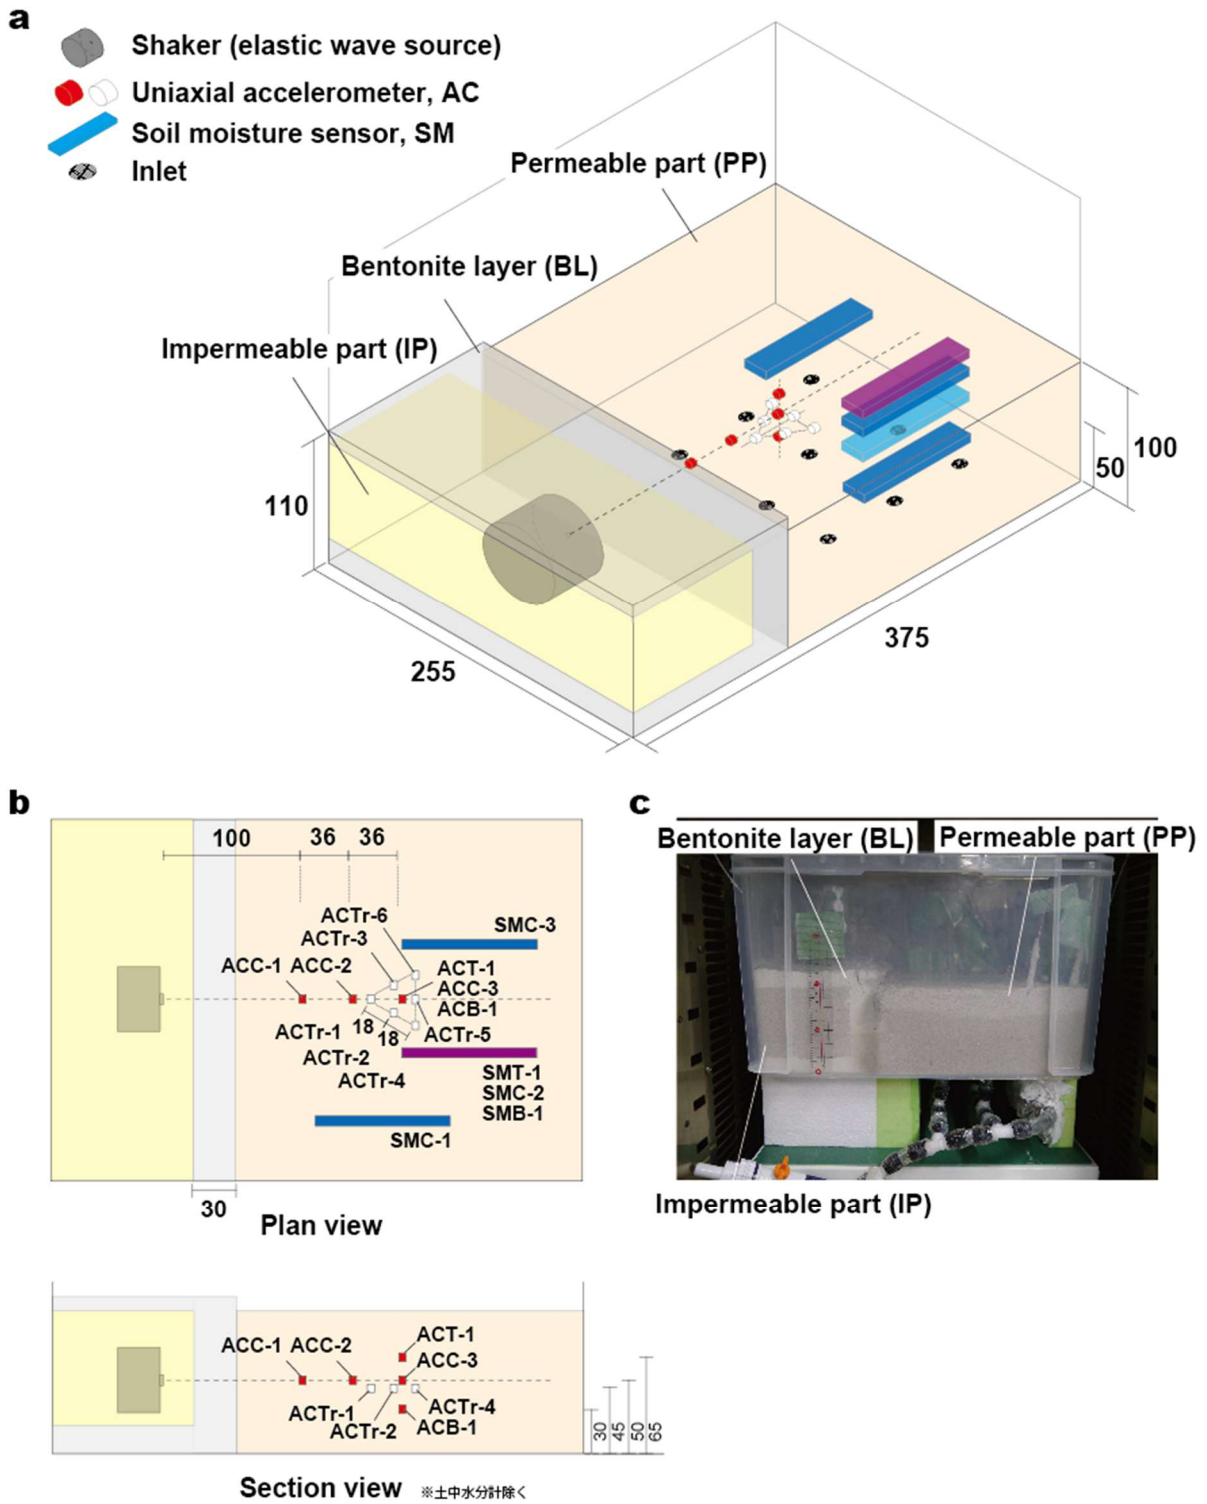 a
Shaker (elastic wave source)
Uniaxial accelerometer, AC
Soil moisture sensor, SM
Inlet
Permeable part (PP)
Bentonite layer (BL)
Impermeable part (IP)
110
100
50
375
255
b
100
36
36
ACTr-6
ACTr-3
SMC-3
ACC-1
ACC-2
ACT-1
ACC-3
ACB-1
ACTr-1
18
18
ACTr-5
ACTr-2
ACTr-4
SMT-1
SMC-2
SMB-1
SMC-1
30
Plan view
c
Bentonite layer (BL)
Permeable part (PP)
Impermeable part (IP)
ACC-1
ACC-2
ACT-1
ACC-3
ACTr-1
ACTr-2
ACTr-4
ACB-1
30
45
50
65
Section view
※土中水分計除く